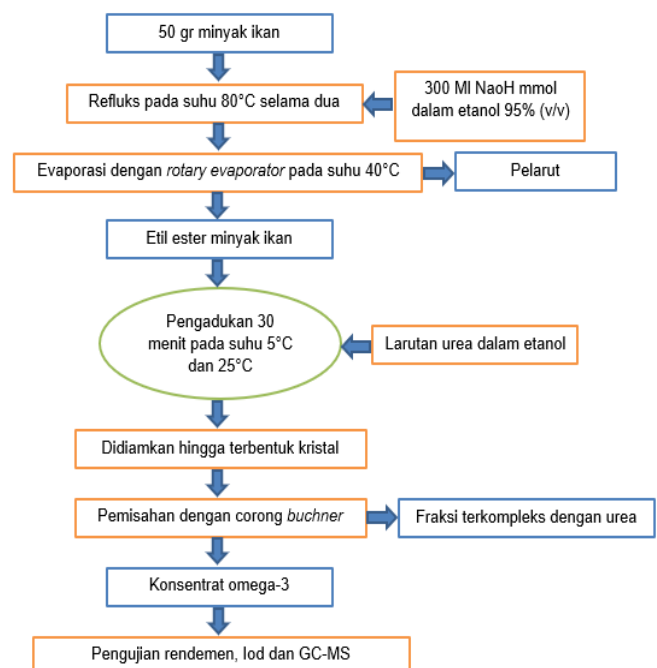 50 gr minyak ikan
Refluks pada suhu 80°C selama dua
300 Ml NaoH mmol
dalam etanol 95% (v/v)
Evaporasi dengan rotary evaporator pada suhu 40°C
Pelarut
Etil ester minyak ikan
Pengadukan 30
menit pada suhu 5°C
dan 25°C
Larutan urea dalam etanol
Didiamkan hingga terbentuk kristal
Pemisahan dengan corong buchner
Fraksi terkompleks dengan urea
Konsentrat omega-3
Pengujian rendemen, Iod dan GC-MS